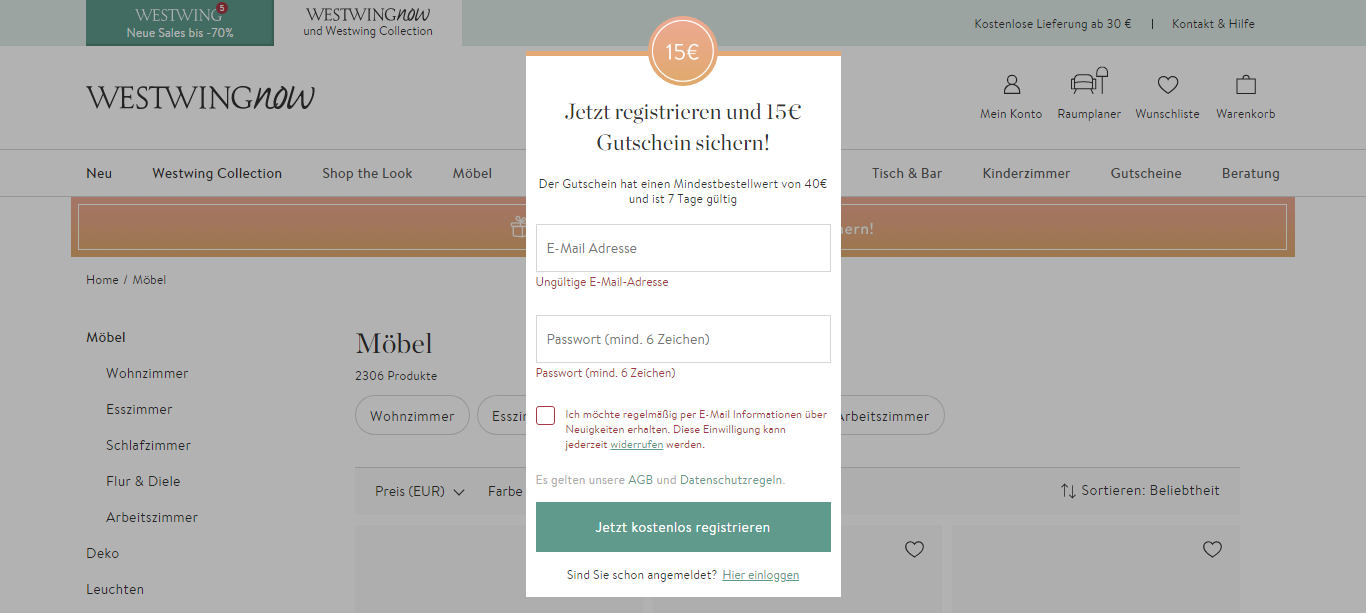 WESTWING 5
Neue Sales bis -70%
WESTWINGnow
und Westwing Collection
Kostenlose Lieferung ab 30 € | Kontakt & Hilfe
WESTWINGnow
Mein Konto Raumplaner Wunschliste Warenkorb
Neu Westwing Collection Shop the Look Möbel Tisch & Bar Kinderzimmer Gutscheine Beratung
15€
Jetzt registrieren und 15€
Gutschein sichern!
Der Gutschein hat einen Mindestbestellwert von 40€
und ist 7 Tage gültig
E-Mail Adresse
Ungültige E-Mail-Adresse
Passwort (mind. 6 Zeichen)
Passwort (mind. 6 Zeichen)
Ich möchte regelmäßig per E-Mail Informationen über
Neuigkeiten erhalten. Diese Einwilligung kann
jederzeit widerrufen werden.
Es gelten unsere AGB und Datenschutzregeln.
Jetzt kostenlos registrieren
Sind Sie schon angemeldet? Hier einloggen
Home / Möbel
Möbel
Wohnzimmer
Esszimmer
Schlafzimmer
Flur & Diele
Arbeitszimmer
Deko
Leuchten
Möbel
2306 Produkte
Wohnzimmer Arbeitszimmer
Preis (EUR) Farbe Sortieren: Beliebtheit